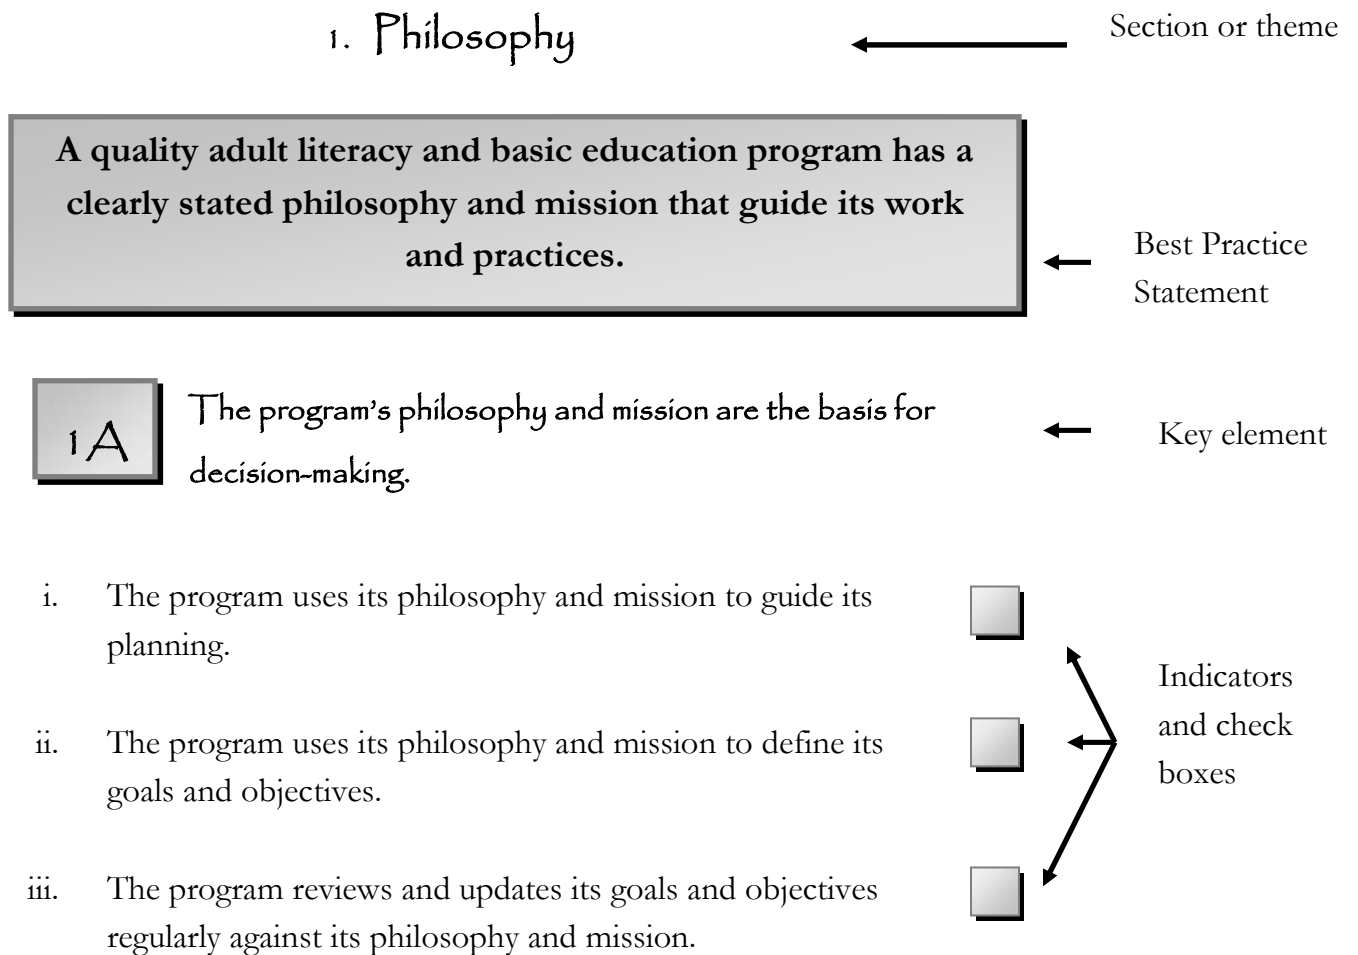 1. Philosophy
Section or theme
A quality adult literacy and basic education program has a
clearly stated philosophy and mission that guide its work
and practices.
Best Practice
Statement
1A
The program's philosophy and mission are the basis for
decision-making.
Key element
i. The program uses its philosophy and mission to guide its
planning.
ii. The program uses its philosophy and mission to define its
goals and objectives.
iii. The program reviews and updates its goals and objectives
regularly against its philosophy and mission.
Indicators
and check
boxes